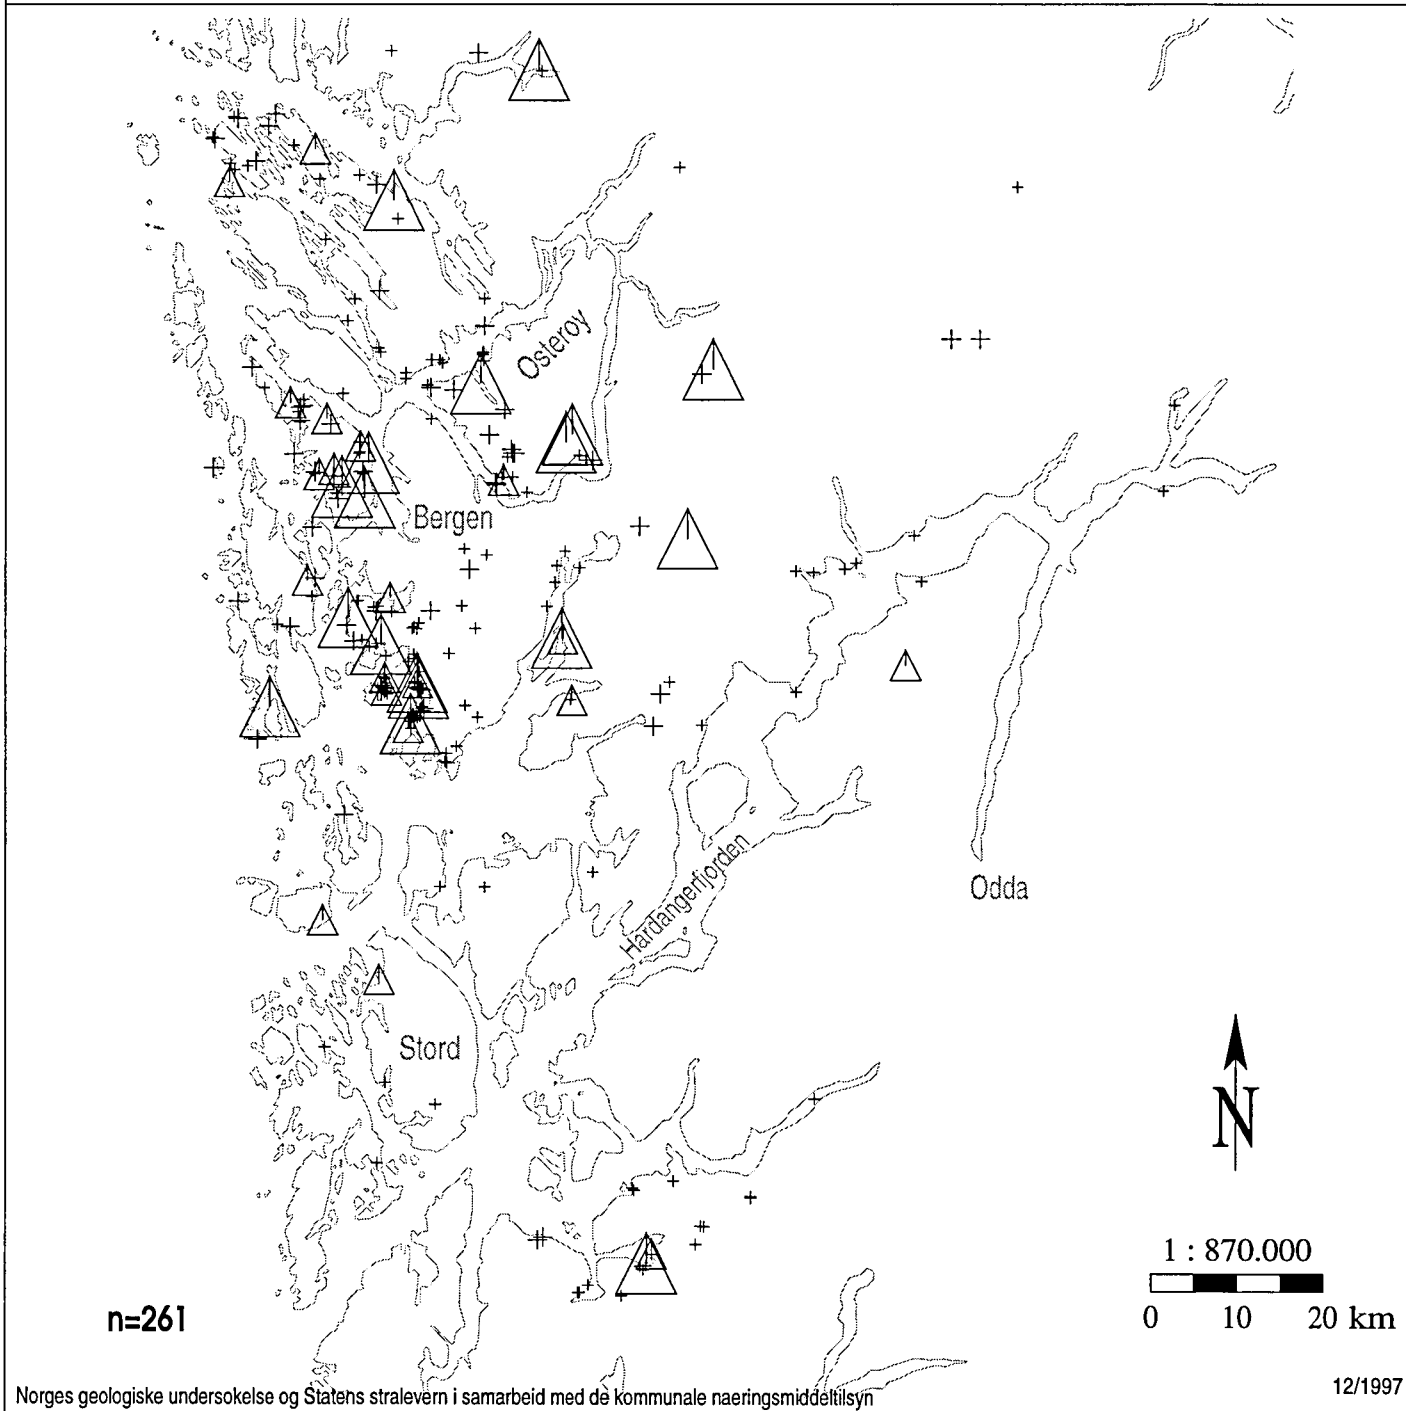 Osteroy
Bergen
Odda
Hardangerfjorden
Stord
N
1 : 870.000
0 10 20 km
n=261
Norges geologiske undersokelse og Statens stralevern i samarbeid med de kommunale naeringsmiddeltilsyn
12/1997